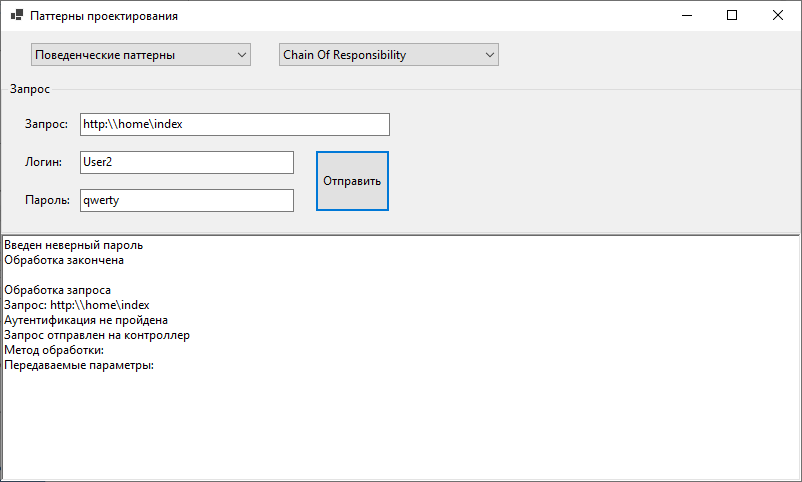 Паттерны проектирования
Поведенческие паттерны
Chain Of Responsibility
Запрос
Запрос:
http:\\home\index
Логин:
User2
Отправить
Пароль:
qwerty
Введен неверный пароль
Обработка закончена
Обработка запроса
Запрос: http:\\home\index
Аутентификация не пройдена
Запрос отправлен на контроллер
Метод обработки:
Передаваемые параметры: